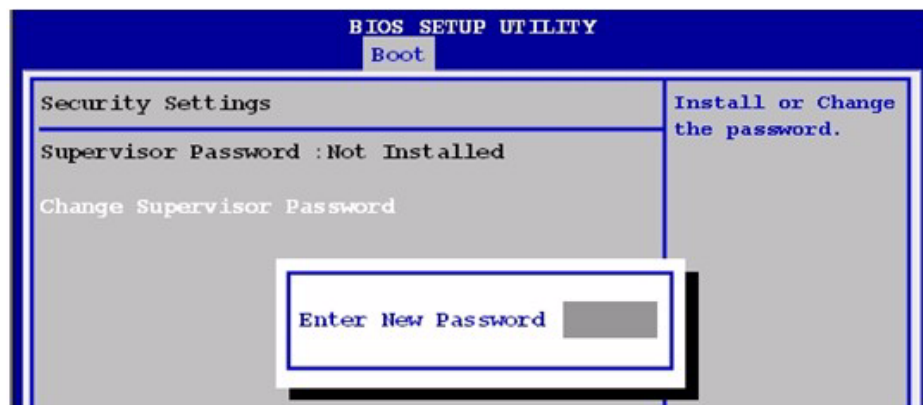 BIOS SETUP UTILITY
Boot
Security Settings
Supervisor Password :Not Installed
Change Supervisor Password
Install or Change
the password.
Enter New Password